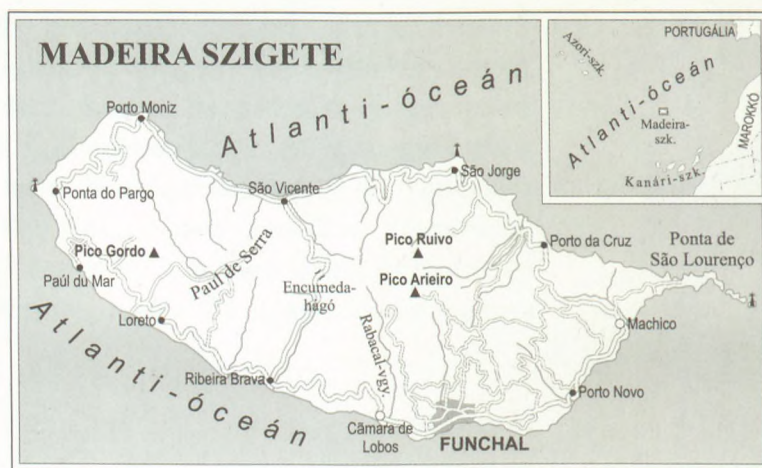 MADEIRA SZIGETE
Atlanti-óceán
Porto Moniz
Ponta do Pargo
São Vicente
São Jorge
Pico Gordo
Paúl du Mar
Paul de Serra
Encumeda-
hágó
Pico Ruivo
Pico Arieiro
Rabacal-vgy.
Porto da Cruz
Ponta de
São Lourenço
Loreto
Machico
Atlanti-óceán
Ribeira Brava
Porto Novo
Cãmara de
Lobos
FUNCHAL
PORTUGÁLIA
Azori-szk.
Atlanti-óceán
Madeira-
szk.
MAROKKÓ
Kanári-szk.